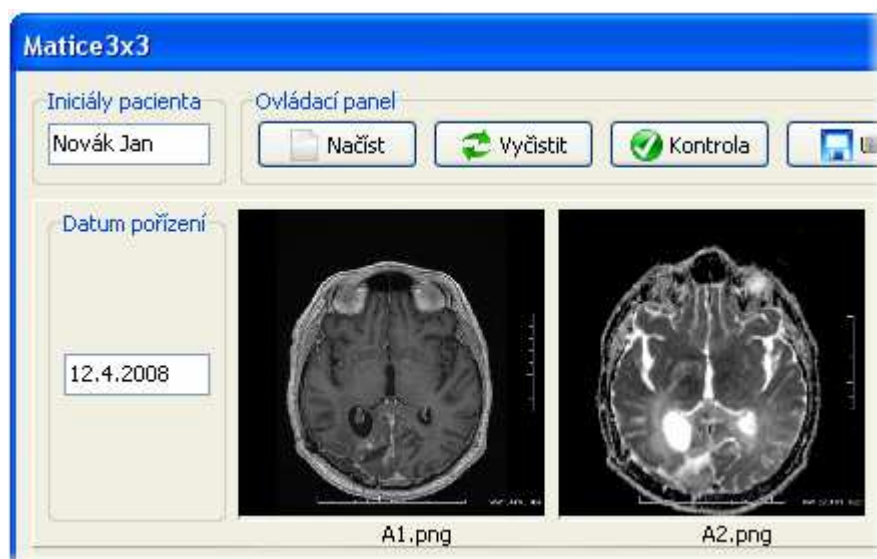 Matice3x3
Iniciály pacienta
Ovládací panel
Novák Jan
Načíst
Vyčistit
Kontrola
Datum pořízení
12.4.2008
A1.png
A2.png